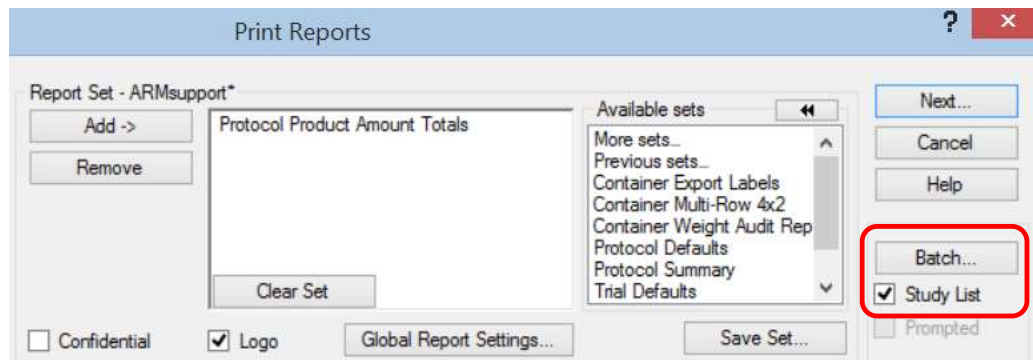 Print Reports
?
Report Set - ARMsupport*
Add ->
Remove
Protocol Product Amount Totals
Clear Set
Available sets
More sets...
Previous sets...
Container Export Labels
Container Multi-Row 4x2
Container Weight Audit Rep
Protocol Defaults
Protocol Summary
Trial Defaults
Next...
Cancel
Help
Batch...
Study List
Prompted
Confidential
Logo
Global Report Settings...
Save Set...